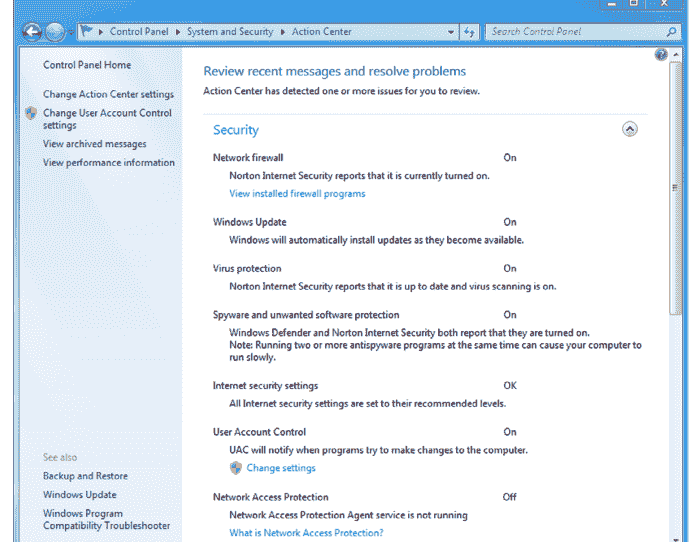 Control Panel ▸ System and Security ▸ Action Center
Search Control Panel
Control Panel Home
Change Action Center settings
Change User Account Control
settings
View archived messages
View performance information
Review recent messages and resolve problems
Action Center has detected one or more issues for you to review.
Security
Network firewall On
Norton Internet Security reports that it is currently turned on.
View installed firewall programs
Windows Update On
Windows will automatically install updates as they become available.
Virus protection On
Norton Internet Security reports that it is up to date and virus scanning is on.
Spyware and unwanted software protection On
Windows Defender and Norton Internet Security both report that they are turned on.
Note: Running two or more antispyware programs at the same time can cause your computer to
run slowly.
Internet security settings OK
All Internet security settings are set to their recommended levels.
User Account Control On
UAC will notify when programs try to make changes to the computer.
Change settings
Network Access Protection Off
Network Access Protection Agent service is not running
What is Network Access Protection?
See also
Backup and Restore
Windows Update
Windows Program
Compatibility Troubleshooter